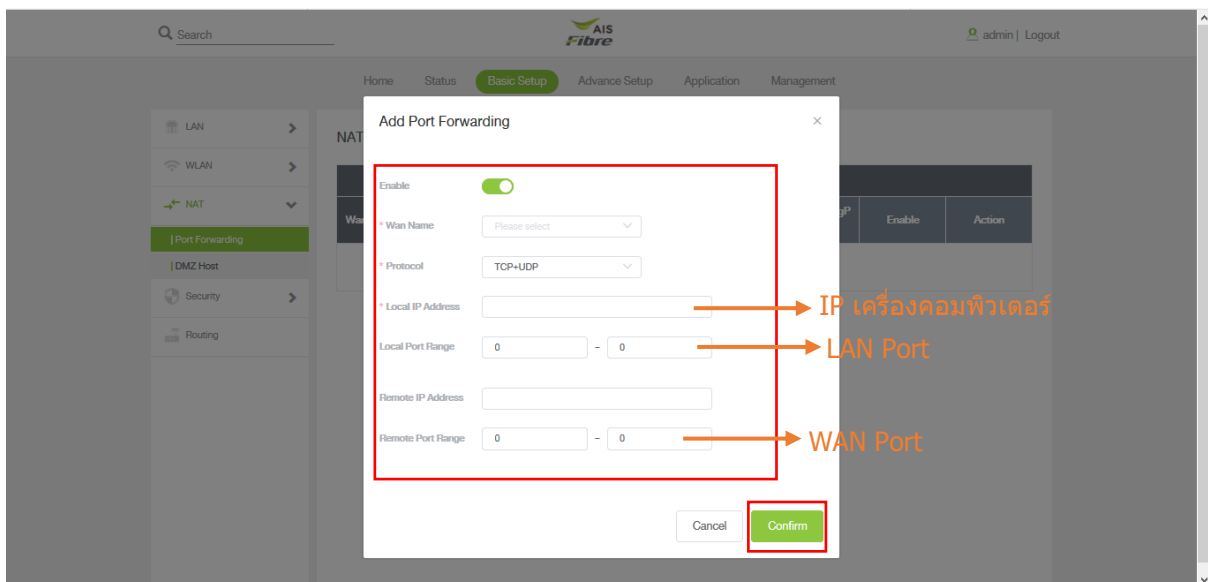 Search
AIS
Fibre
admin | Logout
Home Status Basic Setup Advance Setup Application Management
LAN
WLAN
NAT
Port Forwarding
DMZ Host
Security
Routing
NAT
Enable Action
Add Port Forwarding
Enable
* Wan Name Please select
* Protocol TCP+UDP
* Local IP Address
IP เครื่องคอมพิวเตอร์
Local Port Range 0 - 0
LAN Port
Remote IP Address
Remote Port Range 0 - 0
WAN Port
Cancel Confirm